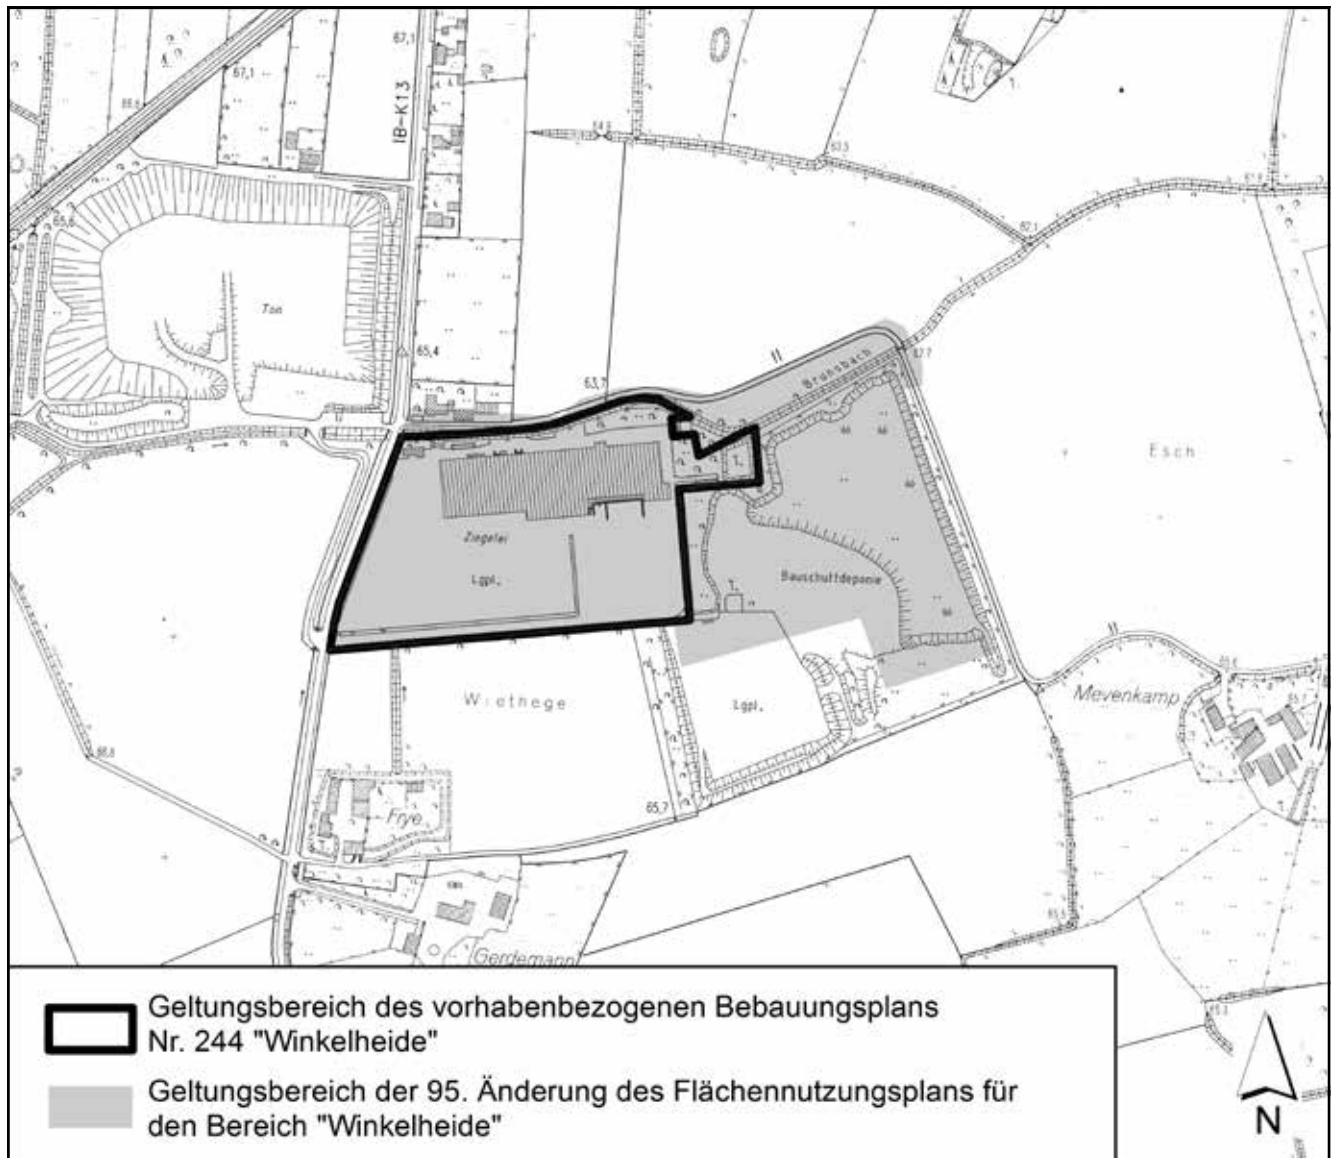 67,1
67,1
IB-K13
65,6
Ton
65,4
63,7
Brunsbach
Esch
Ziegelei
Lgpl.
T.
Bauschuttdeponie
T.
Wiethege
Lgpl.
Mevenkamp
65,7
Frye
Gerdemann
Geltungsbereich des vorhabenbezogenen Bebauungsplans
Nr. 244 "Winkelheide"
Geltungsbereich der 95. Änderung des Flächennutzungsplans für
den Bereich "Winkelheide"
N